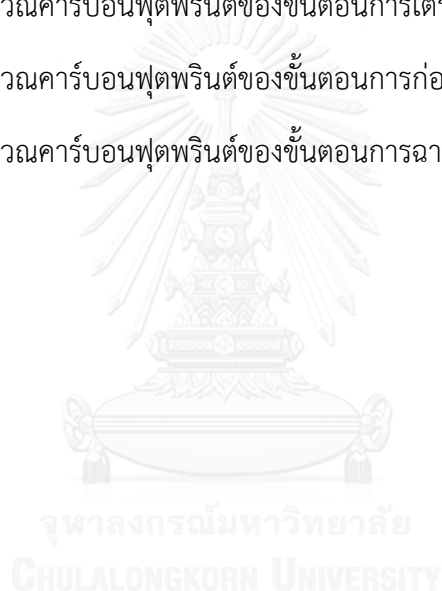 วณคาร์บอนฟุตพรินต์ของขั้นตอนการเตร
วณคาร์บอนฟุตพรินต์ของขั้นตอนการก่อ
วณคาร์บอนฟุตพรินต์ของขั้นตอนการฉา
จุฬาลงกรณ์มหาวิทยาลัย
CHULALONGKORN UNIVERSITY